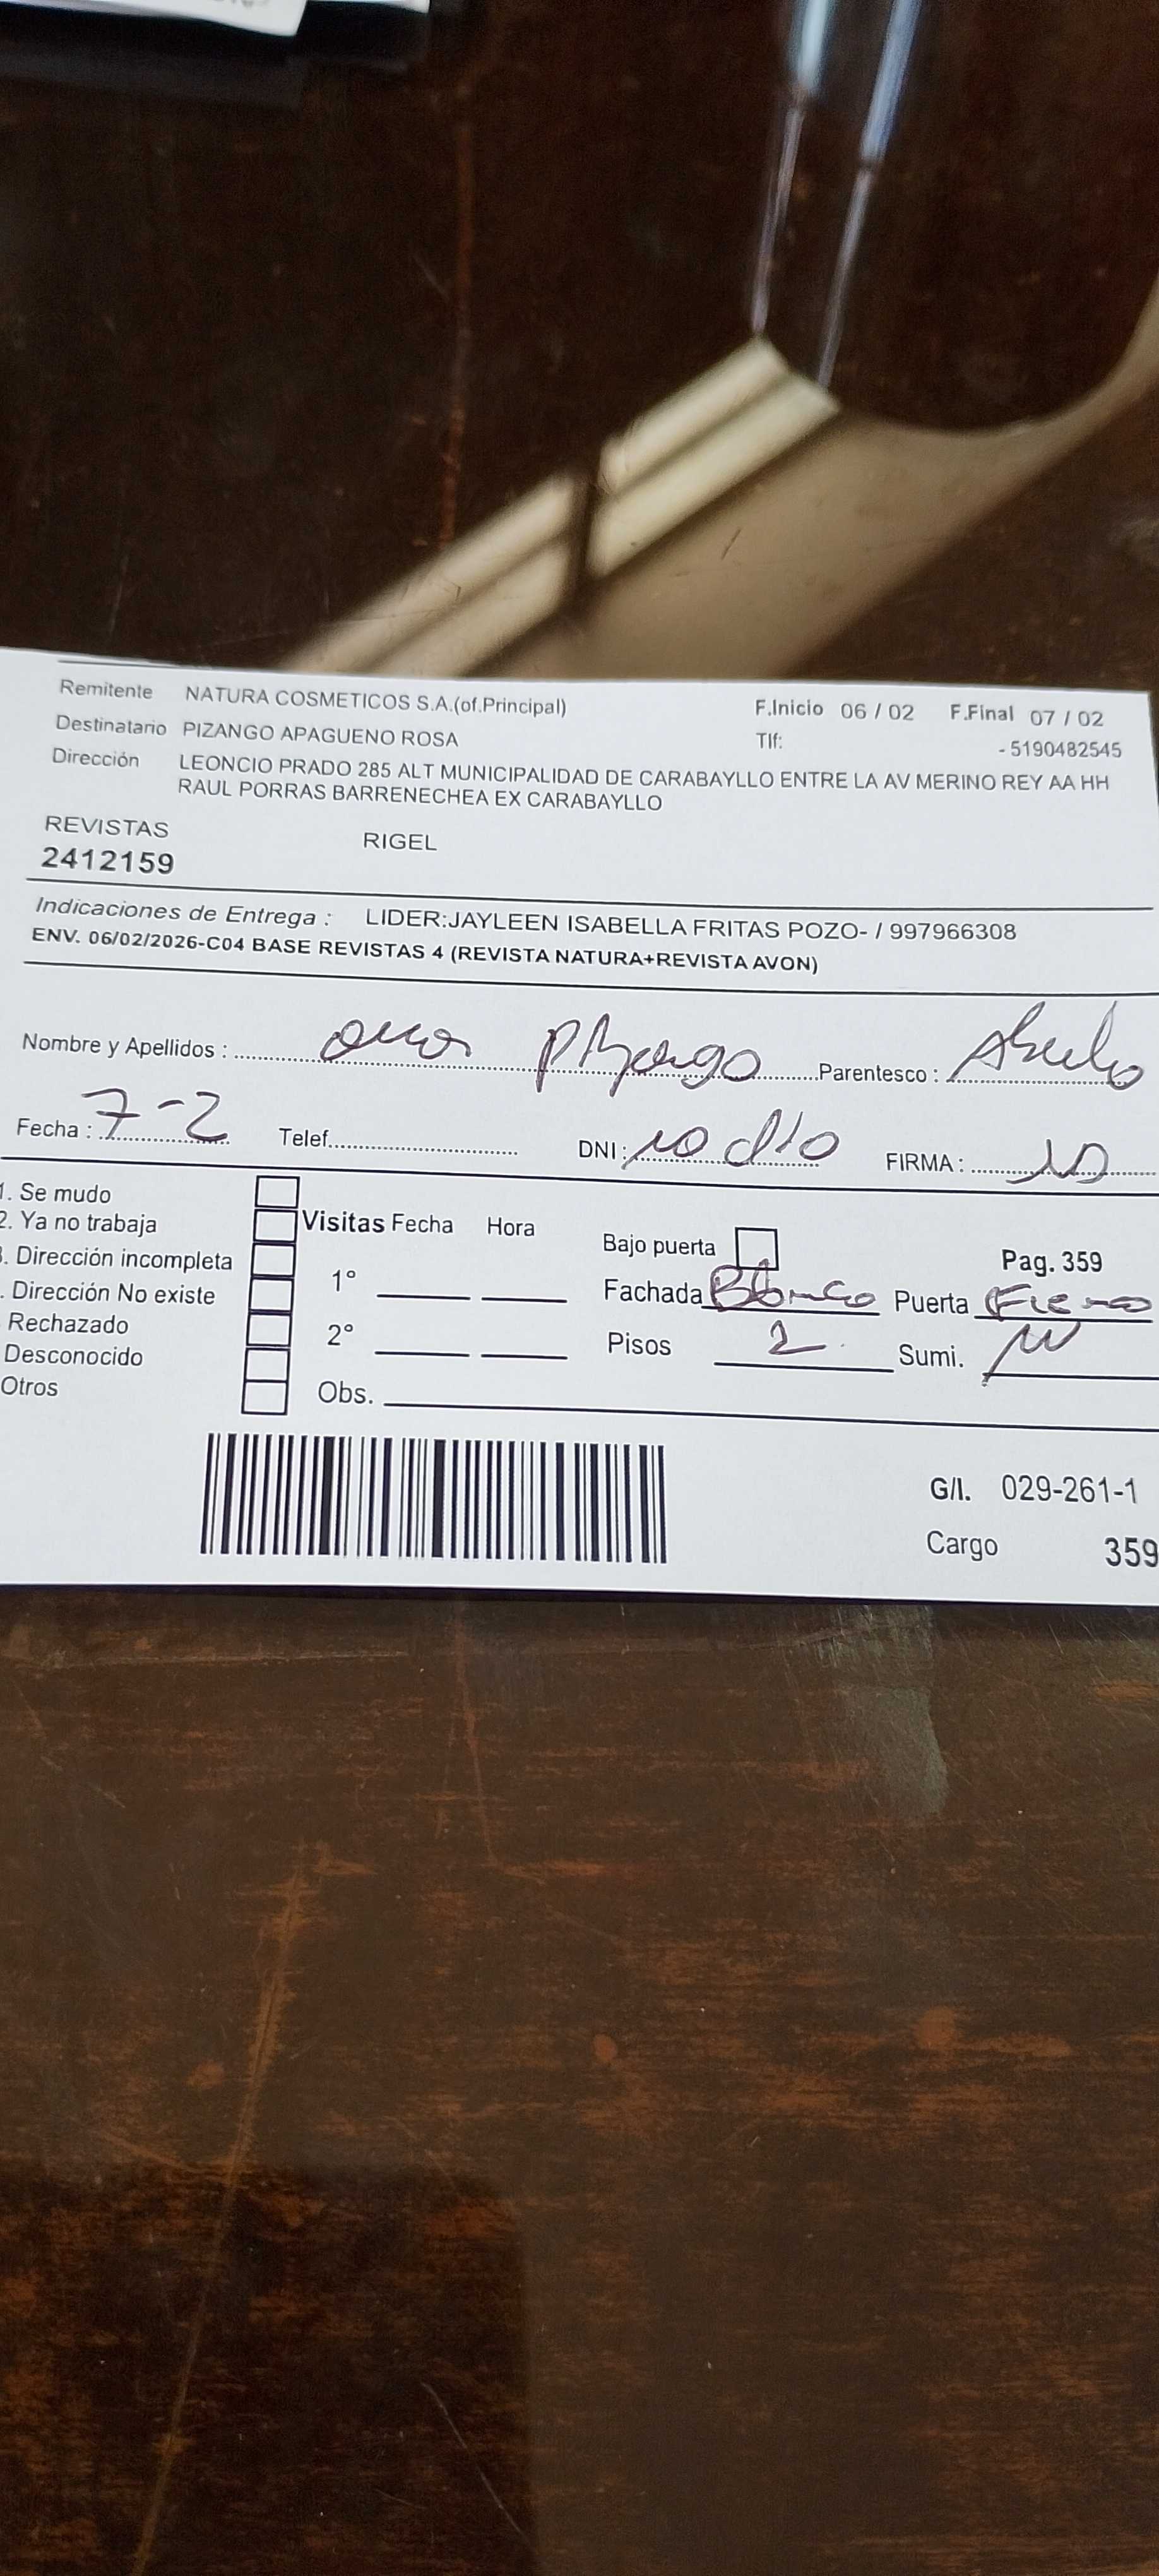 Remitente NATURA COSMETICOS S.A.(of.Principal) F.Inicio 06 / 02 F.Final 07 / 02
Destinatario PIZANGO APAGUENO ROSA Tlf: - 5190482545
Dirección LEONCIO PRADO 285 ALT MUNICIPALIDAD DE CARABAYLLO ENTRE LA AV MERINO REY AA HH
RAUL PORRAS BARRENECHEA EX CARABAYLLO
REVISTAS RIGEL
2412159
Indicaciones de Entrega : LIDER:JAYLEEN ISABELLA FRITAS POZO- / 997966308
ENV. 06/02/2026-C04 BASE REVISTAS 4 (REVISTA NATURA+REVISTA AVON)
Nombre y Apellidos : Pizango Parentesco :
Fecha : 7-2 Telef. DNI : no dio FIRMA :
1. Se mudo
2. Ya no trabaja Visitas Fecha Hora Bajo puerta Pag. 359
. Dirección incompleta 1° Fachada Blanco Puerta Fierro
. Dirección No existe
Rechazado 2° Pisos 2 Sumi.
Desconocido
Otros Obs.
G/I. 029-261-1
Cargo 359